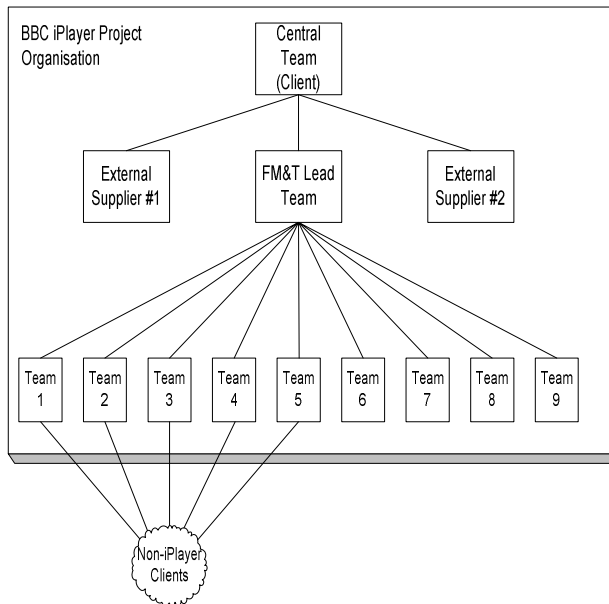 BBC iPlayer Project
Organisation
Central
Team
(Client)
External
Supplier #1
FM&T Lead
Team
External
Supplier #2
Team
1
Team
2
Team
3
Team
4
Team
5
Team
6
Team
7
Team
8
Team
9
Non-iPlayer
Clients